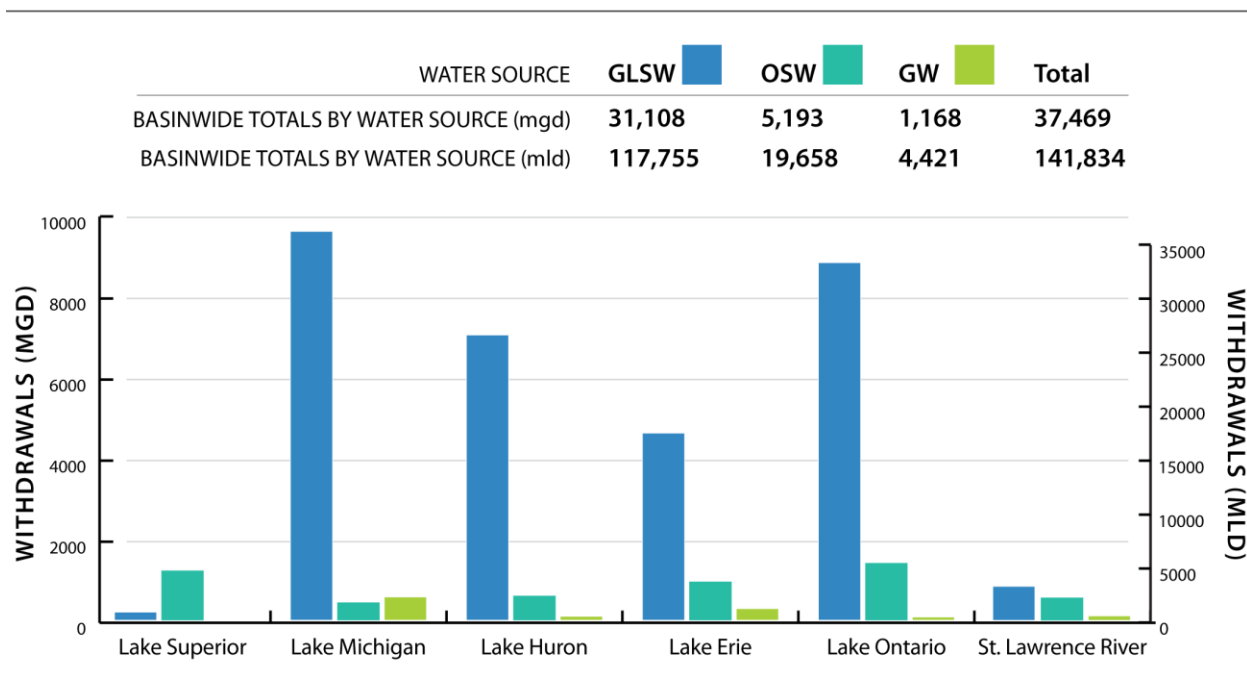 WATER SOURCE GLSW OSW GW Total
BASINWIDE TOTALS BY WATER SOURCE (mgd) 31,108 5,193 1,168 37,469
BASINWIDE TOTALS BY WATER SOURCE (mld) 117,755 19,658 4,421 141,834
WITHDRAWALS (MGD)
10000
8000
6000
4000
2000
0
35000
30000
25000
20000
15000
10000
5000
0
WITHDRAWALS (MLD)
Lake Superior Lake Michigan Lake Huron Lake Erie Lake Ontario St. Lawrence River